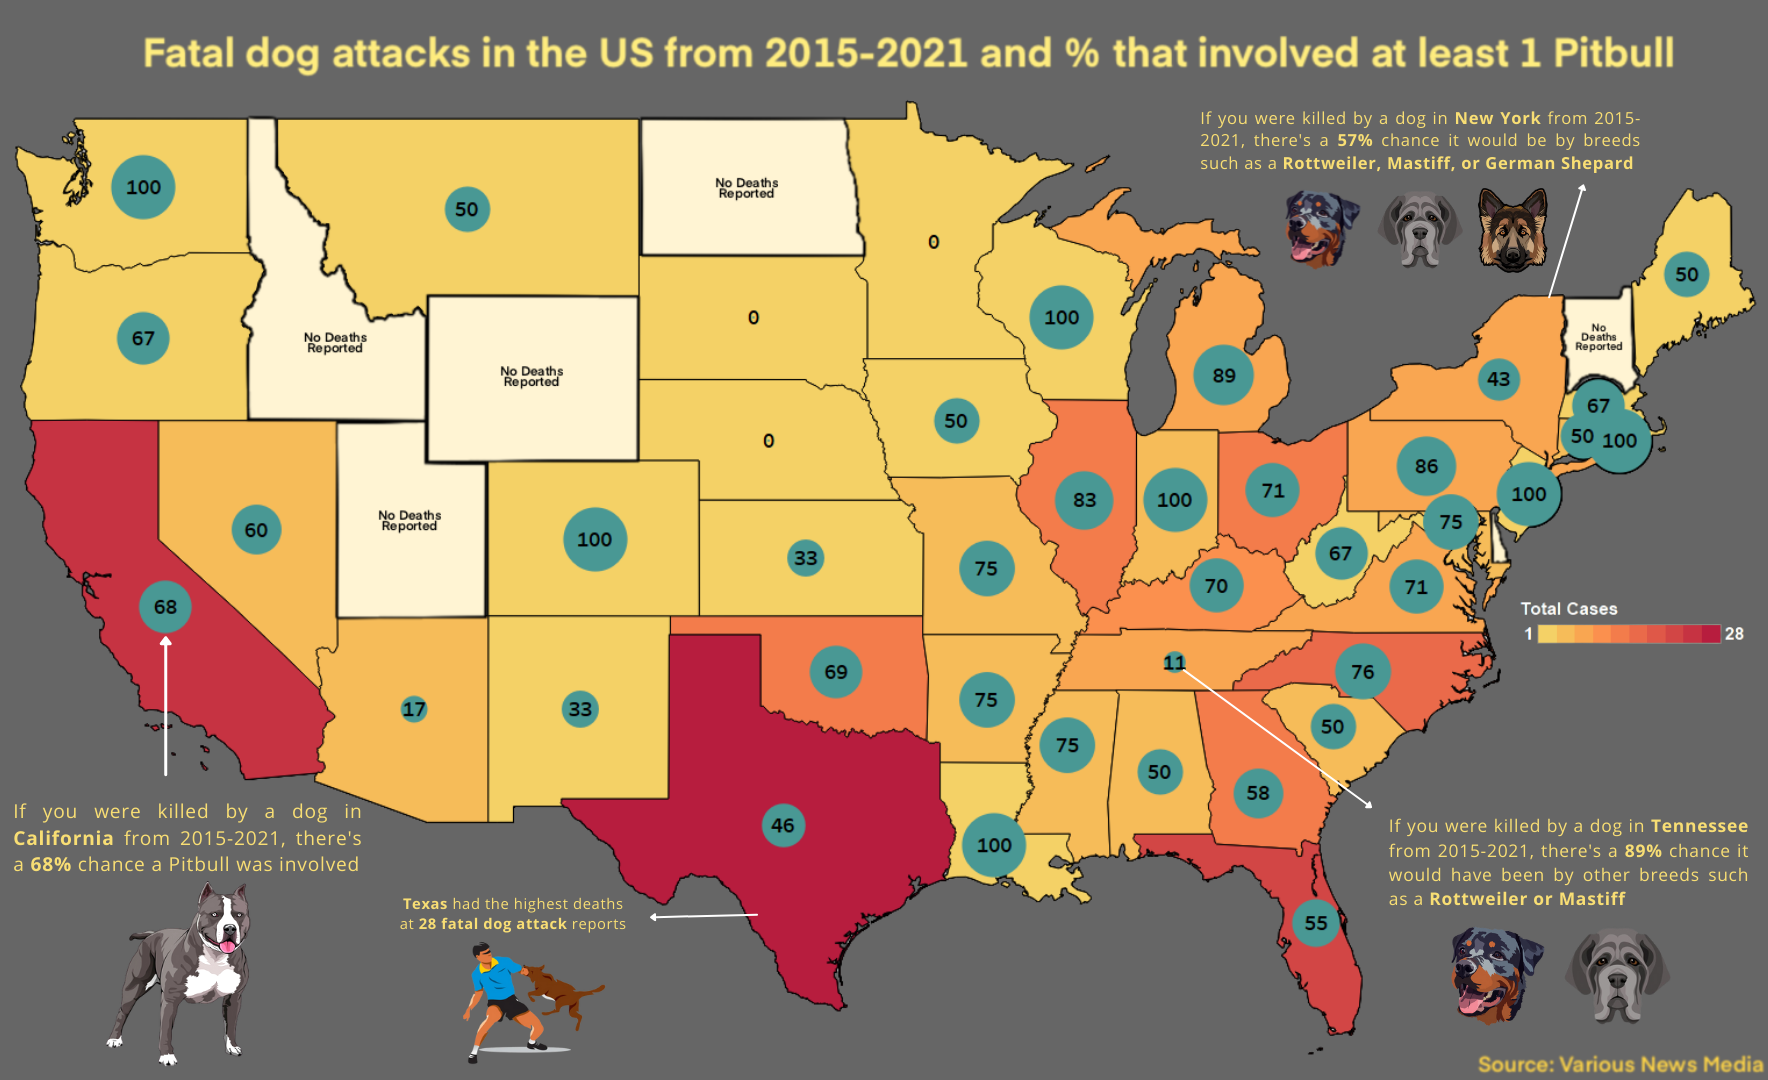 Fatal dog attacks in the US from 2015-2021 and % that involved at least 1 Pitbull
If you were killed by a dog in New York from 2015-
2021, there's a 57% chance it would be by breeds
such as a Rottweiler, Mastiff, or German Shepard
100
50
No Deaths
Reported
0
50
67
No Deaths
Reported
No Deaths
Reported
0
100
89
43
No
Deaths
Reported
67
50
100
0
50
86
100
60
No Deaths
Reported
100
33
75
83
100
71
75
67
70
71
68
Total Cases
1
28
17
33
69
75
11
76
75
50
50
58
46
100
55
If you were killed by a dog in
California from 2015-2021, there's
a 68% chance a Pitbull was involved
Texas had the highest deaths
at 28 fatal dog attack reports
If you were killed by a dog in Tennessee
from 2015-2021, there's a 89% chance it
would have been by other breeds such
as a Rottweiler or Mastiff
Source: Various News Media